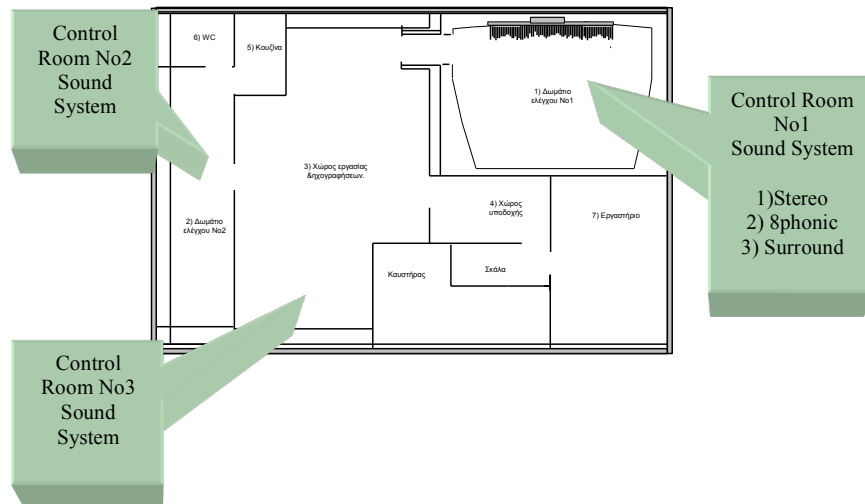 Control
Room No2
Sound
System
6) WC
5) Κουζίνα
1) Δωμάτιο
ελέγχου Νο1
Control Room
No1
Sound System
1)Stereo
2) 8phonic
3) Surround
3) Χώρος εργασίας
&ηχογραφήσεων.
2) Δωμάτιο
ελέγχου Νο2
4) Χώρος
υποδοχής
7) Εργαστήριο
Καυστήρας
Σκάλα
Control
Room No3
Sound
System